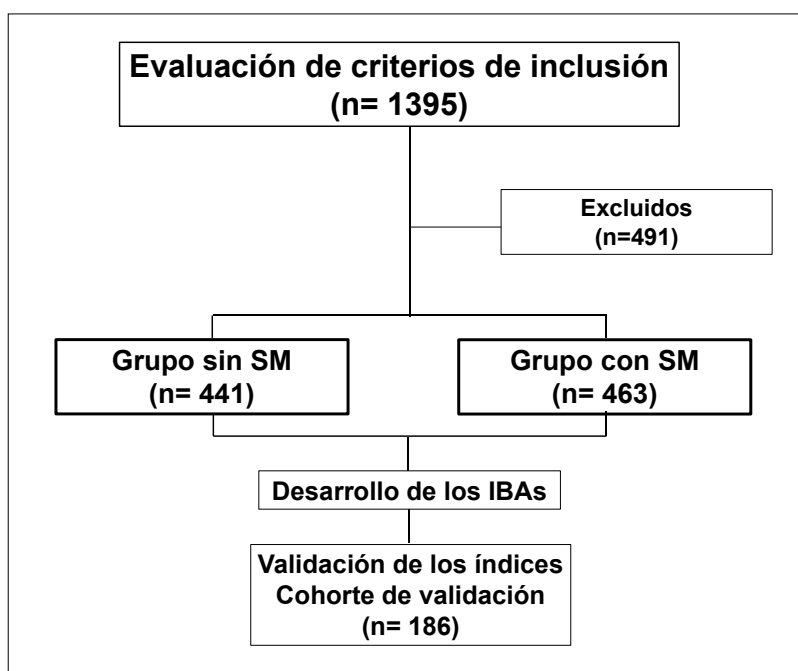 Evaluación de criterios de inclusión
(n= 1395)
Excluidos
(n=491)
Grupo sin SM
(n= 441)
Grupo con SM
(n= 463)
Desarrollo de los IBAs
Validación de los índices
Cohorte de validación
(n= 186)